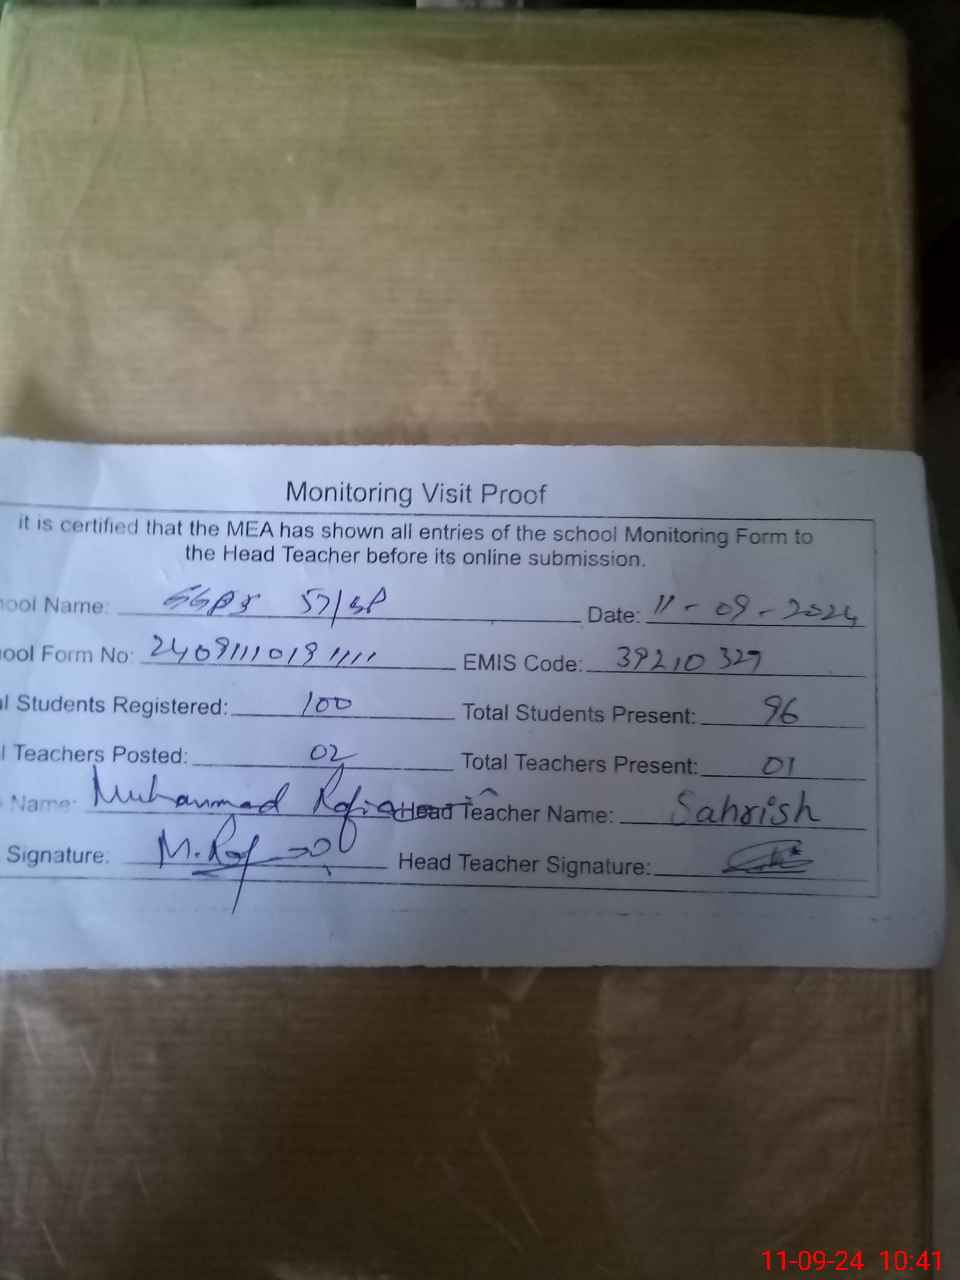 Monitoring Visit Proof
it is certified that the MEA has shown all entries of the school Monitoring Form to
the Head Teacher before its online submission.
ool Name: 57/SP Date: 11-09-2024
ool Form No: EMIS Code: 39210327
l Students Registered: 100 Total Students Present: 96
l Teachers Posted: 02 Total Teachers Present: 01
Name: Muhammad Head Teacher Name: Sahrish
Signature: Head Teacher Signature:
11-09-24 10:41